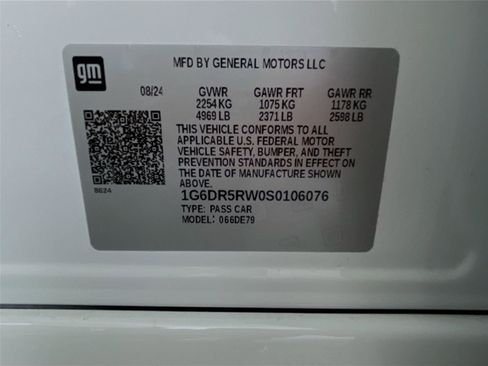 gm
MFD BY GENERAL MOTORS LLC
08/24 GVWR GAWR FRT GAWR RR
2254 KG 1075 KG 1178 KG
4969 LB 2371 LB 2598 LB
THIS VEHICLE CONFORMS TO ALL
APPLICABLE U.S. FEDERAL MOTOR
VEHICLE SAFETY, BUMPER, AND THEFT
PREVENTION STANDARDS IN EFFECT ON
THE DATE OF MANUFACTURE SHOWN
ABOVE.
8624
1G6DR5RW0S0106076
TYPE: PASS CAR
MODEL: 066DE79